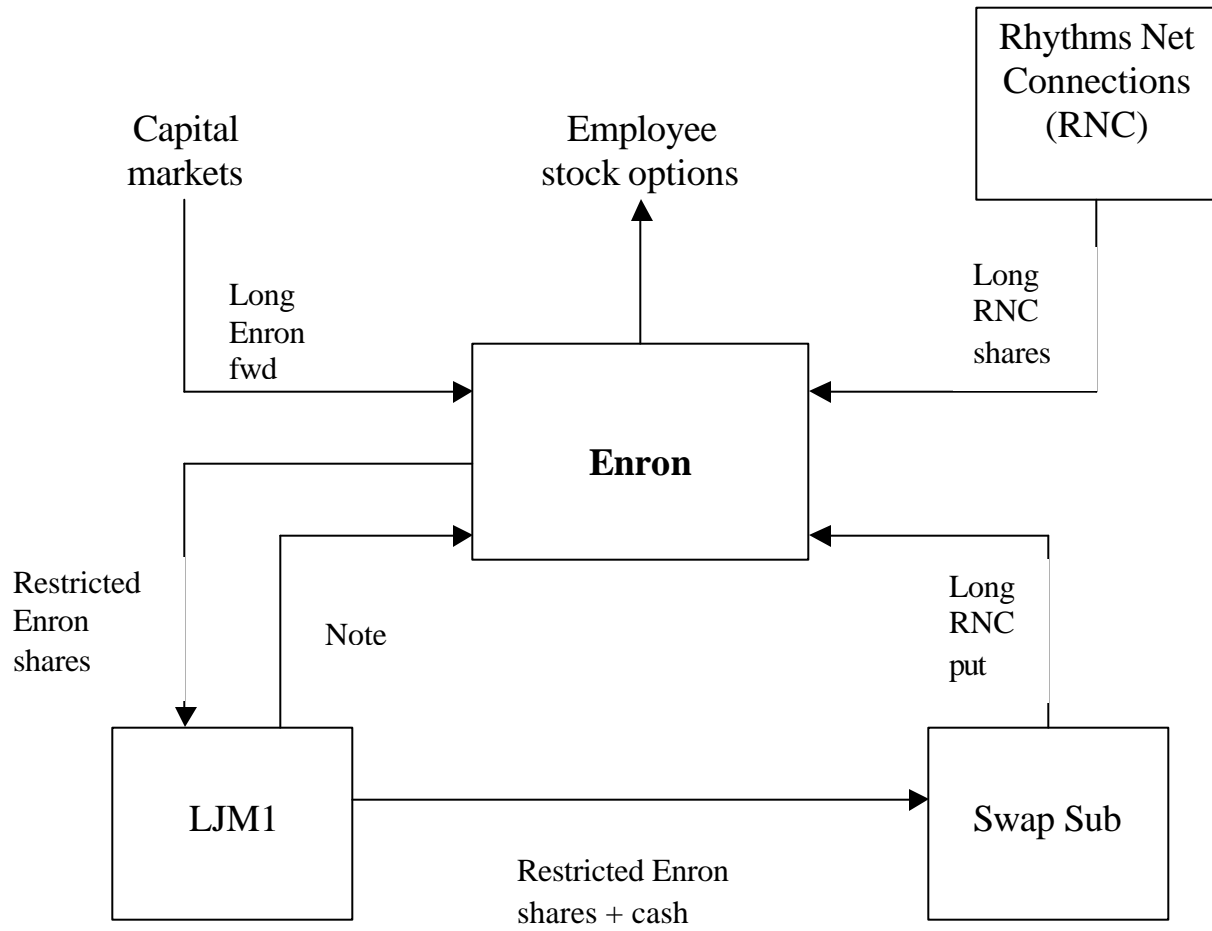 Rhythms Net
Connections
(RNC)
Capital
markets
Employee
stock options
Long
Enron
fwd
Long
RNC
shares
Enron
Restricted
Enron
shares
Note
Long
RNC
put
LJM1
Swap Sub
Restricted Enron
shares + cash